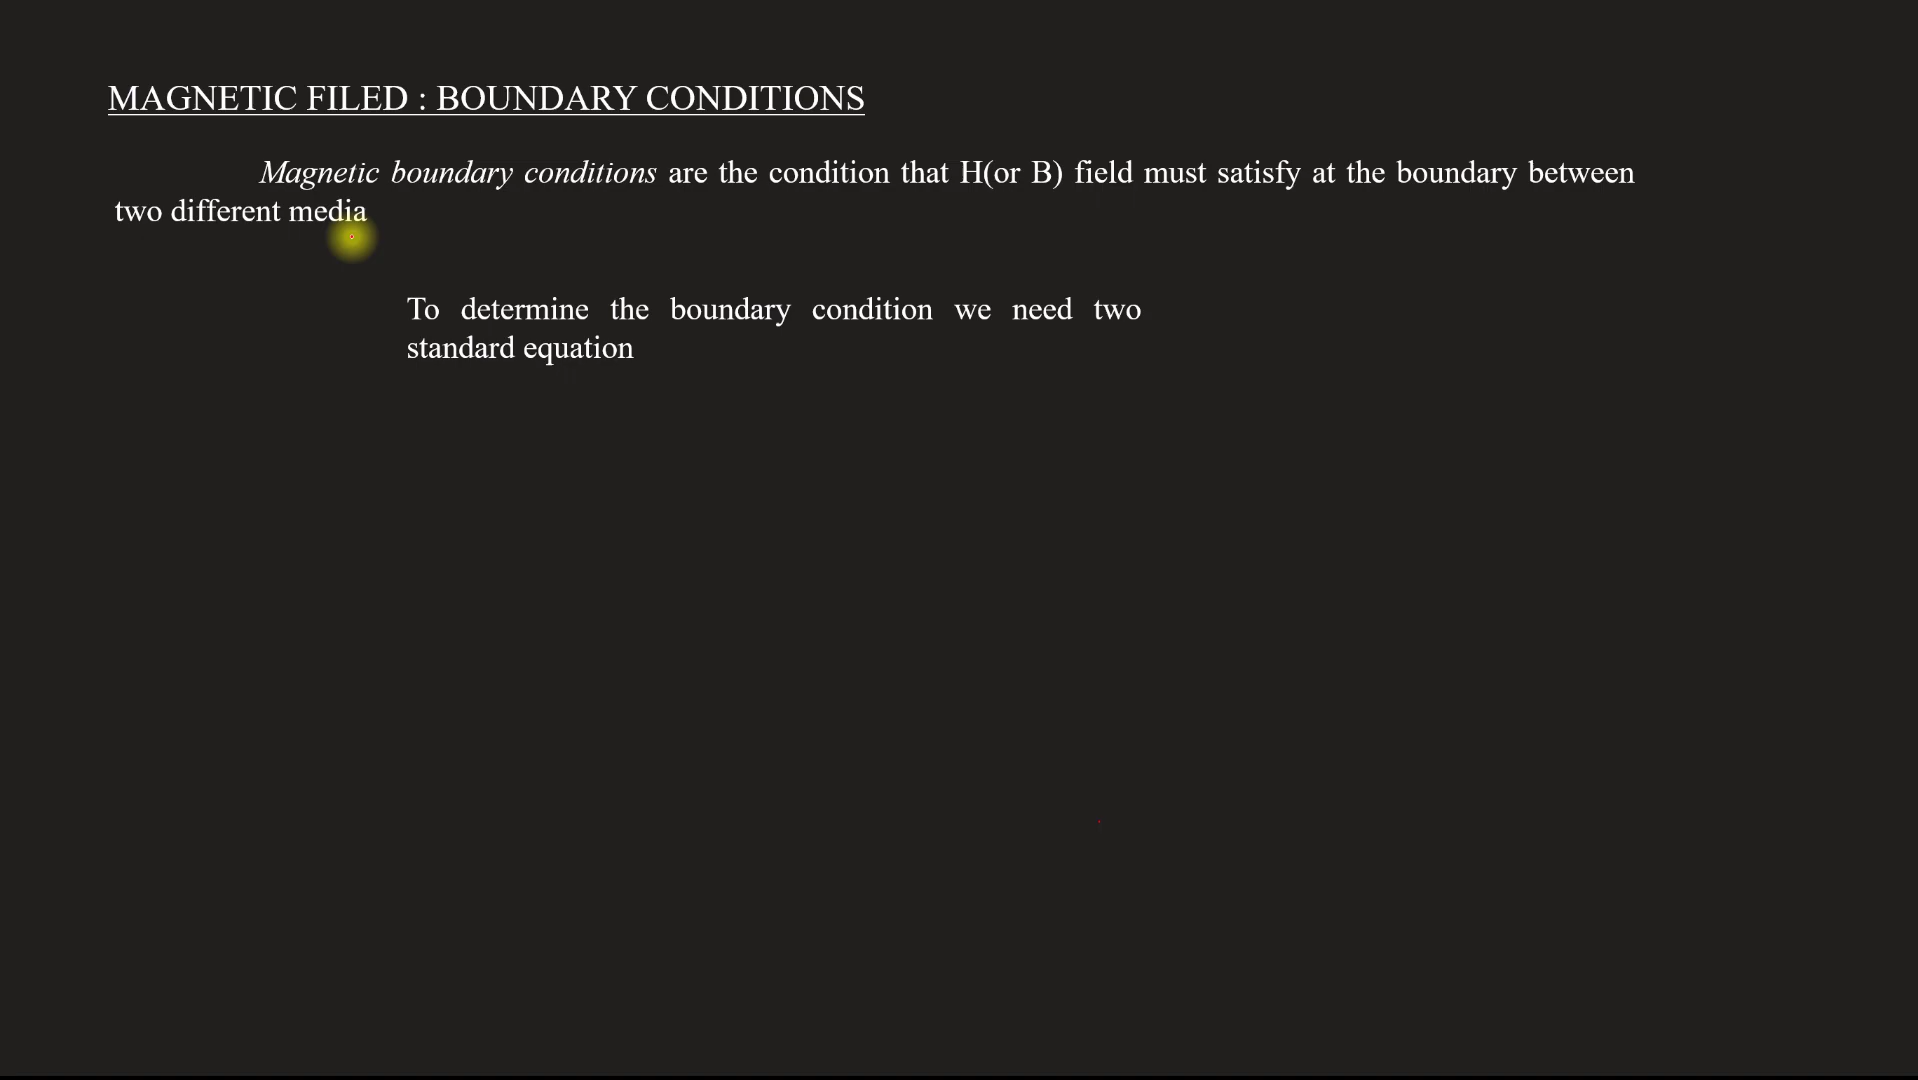 MAGNETIC FILED : BOUNDARY CONDITIONS
Magnetic boundary conditions are the condition that H(or B) field must satisfy at the boundary between
two different media
To determine the boundary condition we need two
standard equation